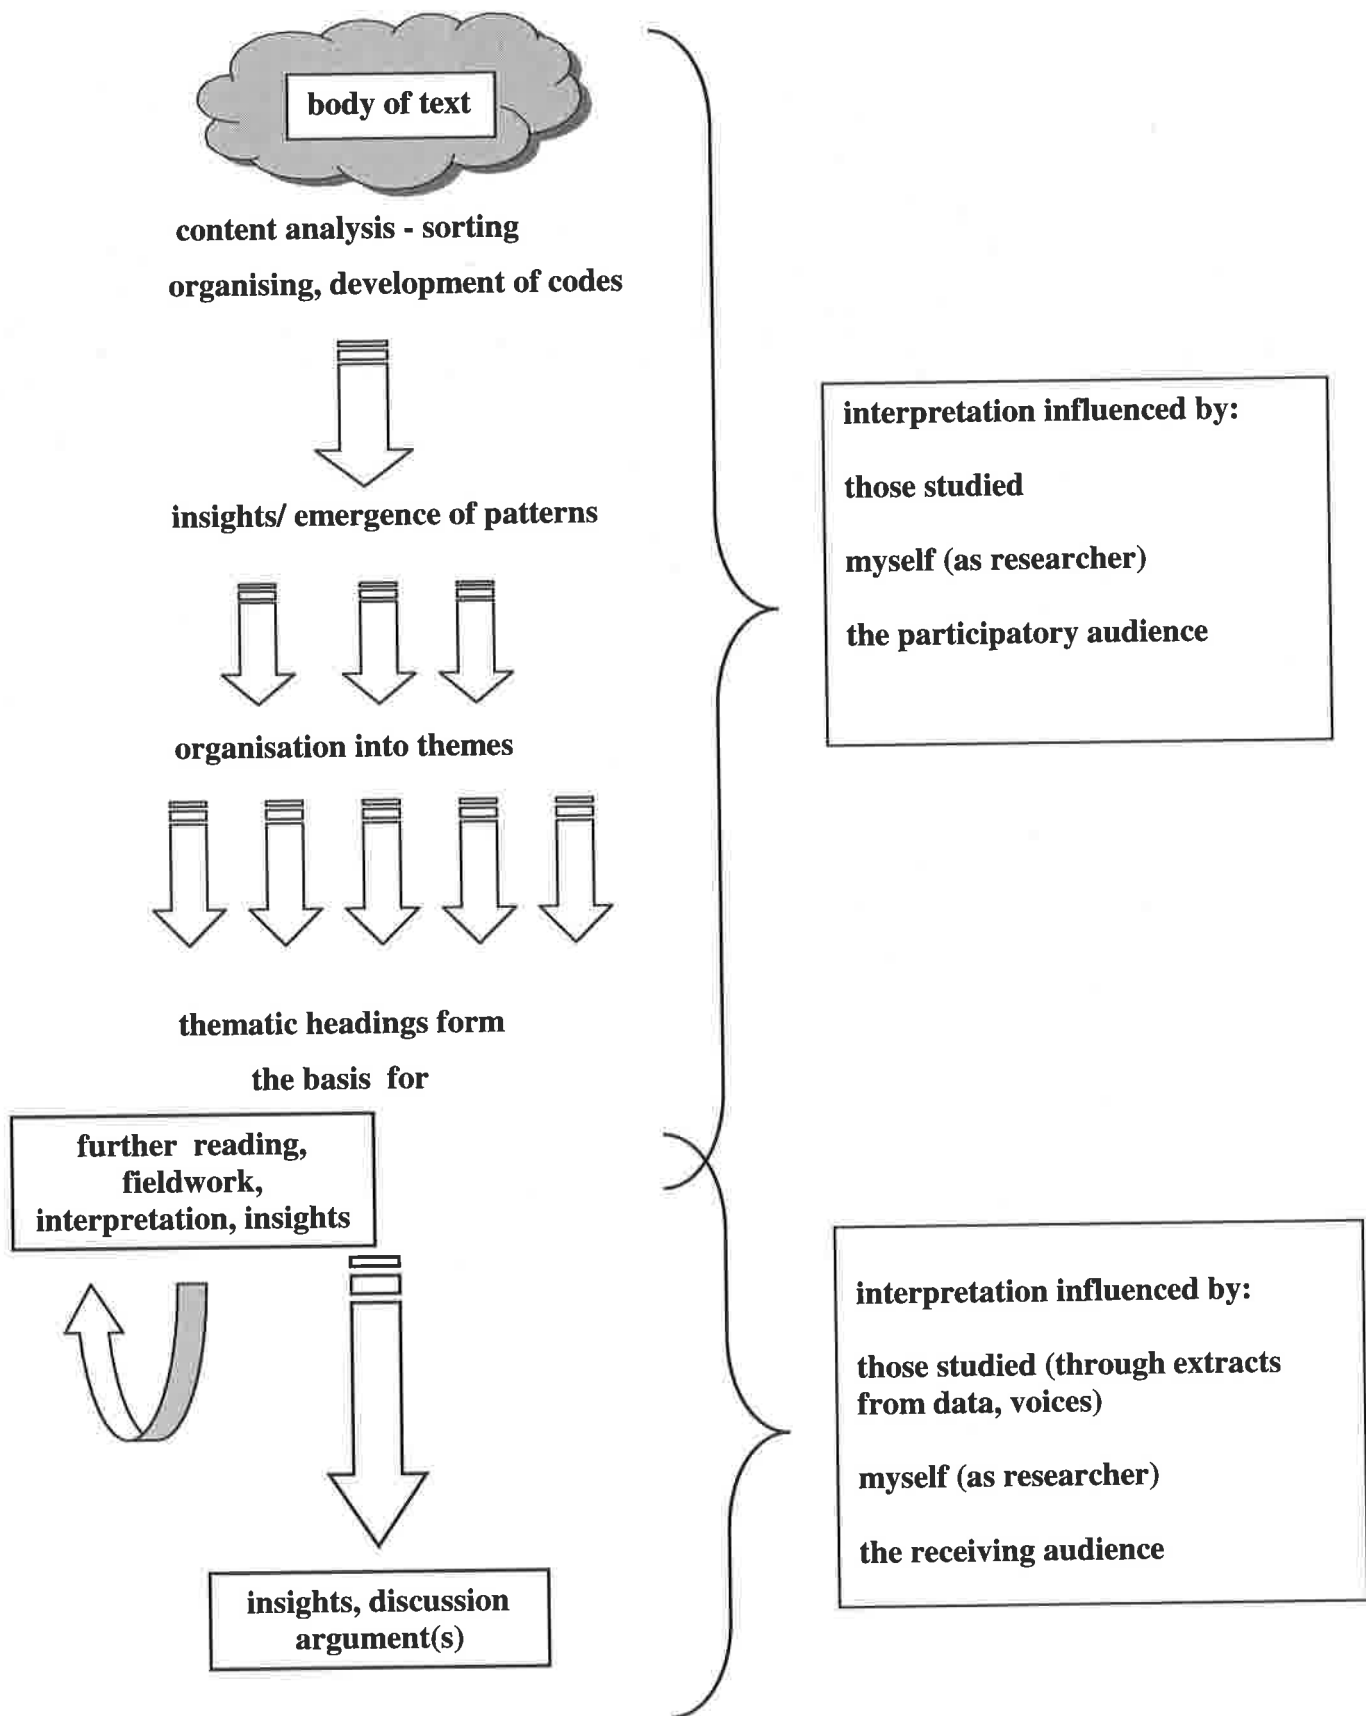 body of text
content analysis - sorting
organising, development of codes
insights/ emergence of patterns
organisation into themes
thematic headings form
the basis for
further reading,
fieldwork,
interpretation, insights
insights, discussion
argument(s)
interpretation influenced by:
those studied
myself (as researcher)
the participatory audience
interpretation influenced by:
those studied (through extracts
from data, voices)
myself (as researcher)
the receiving audience